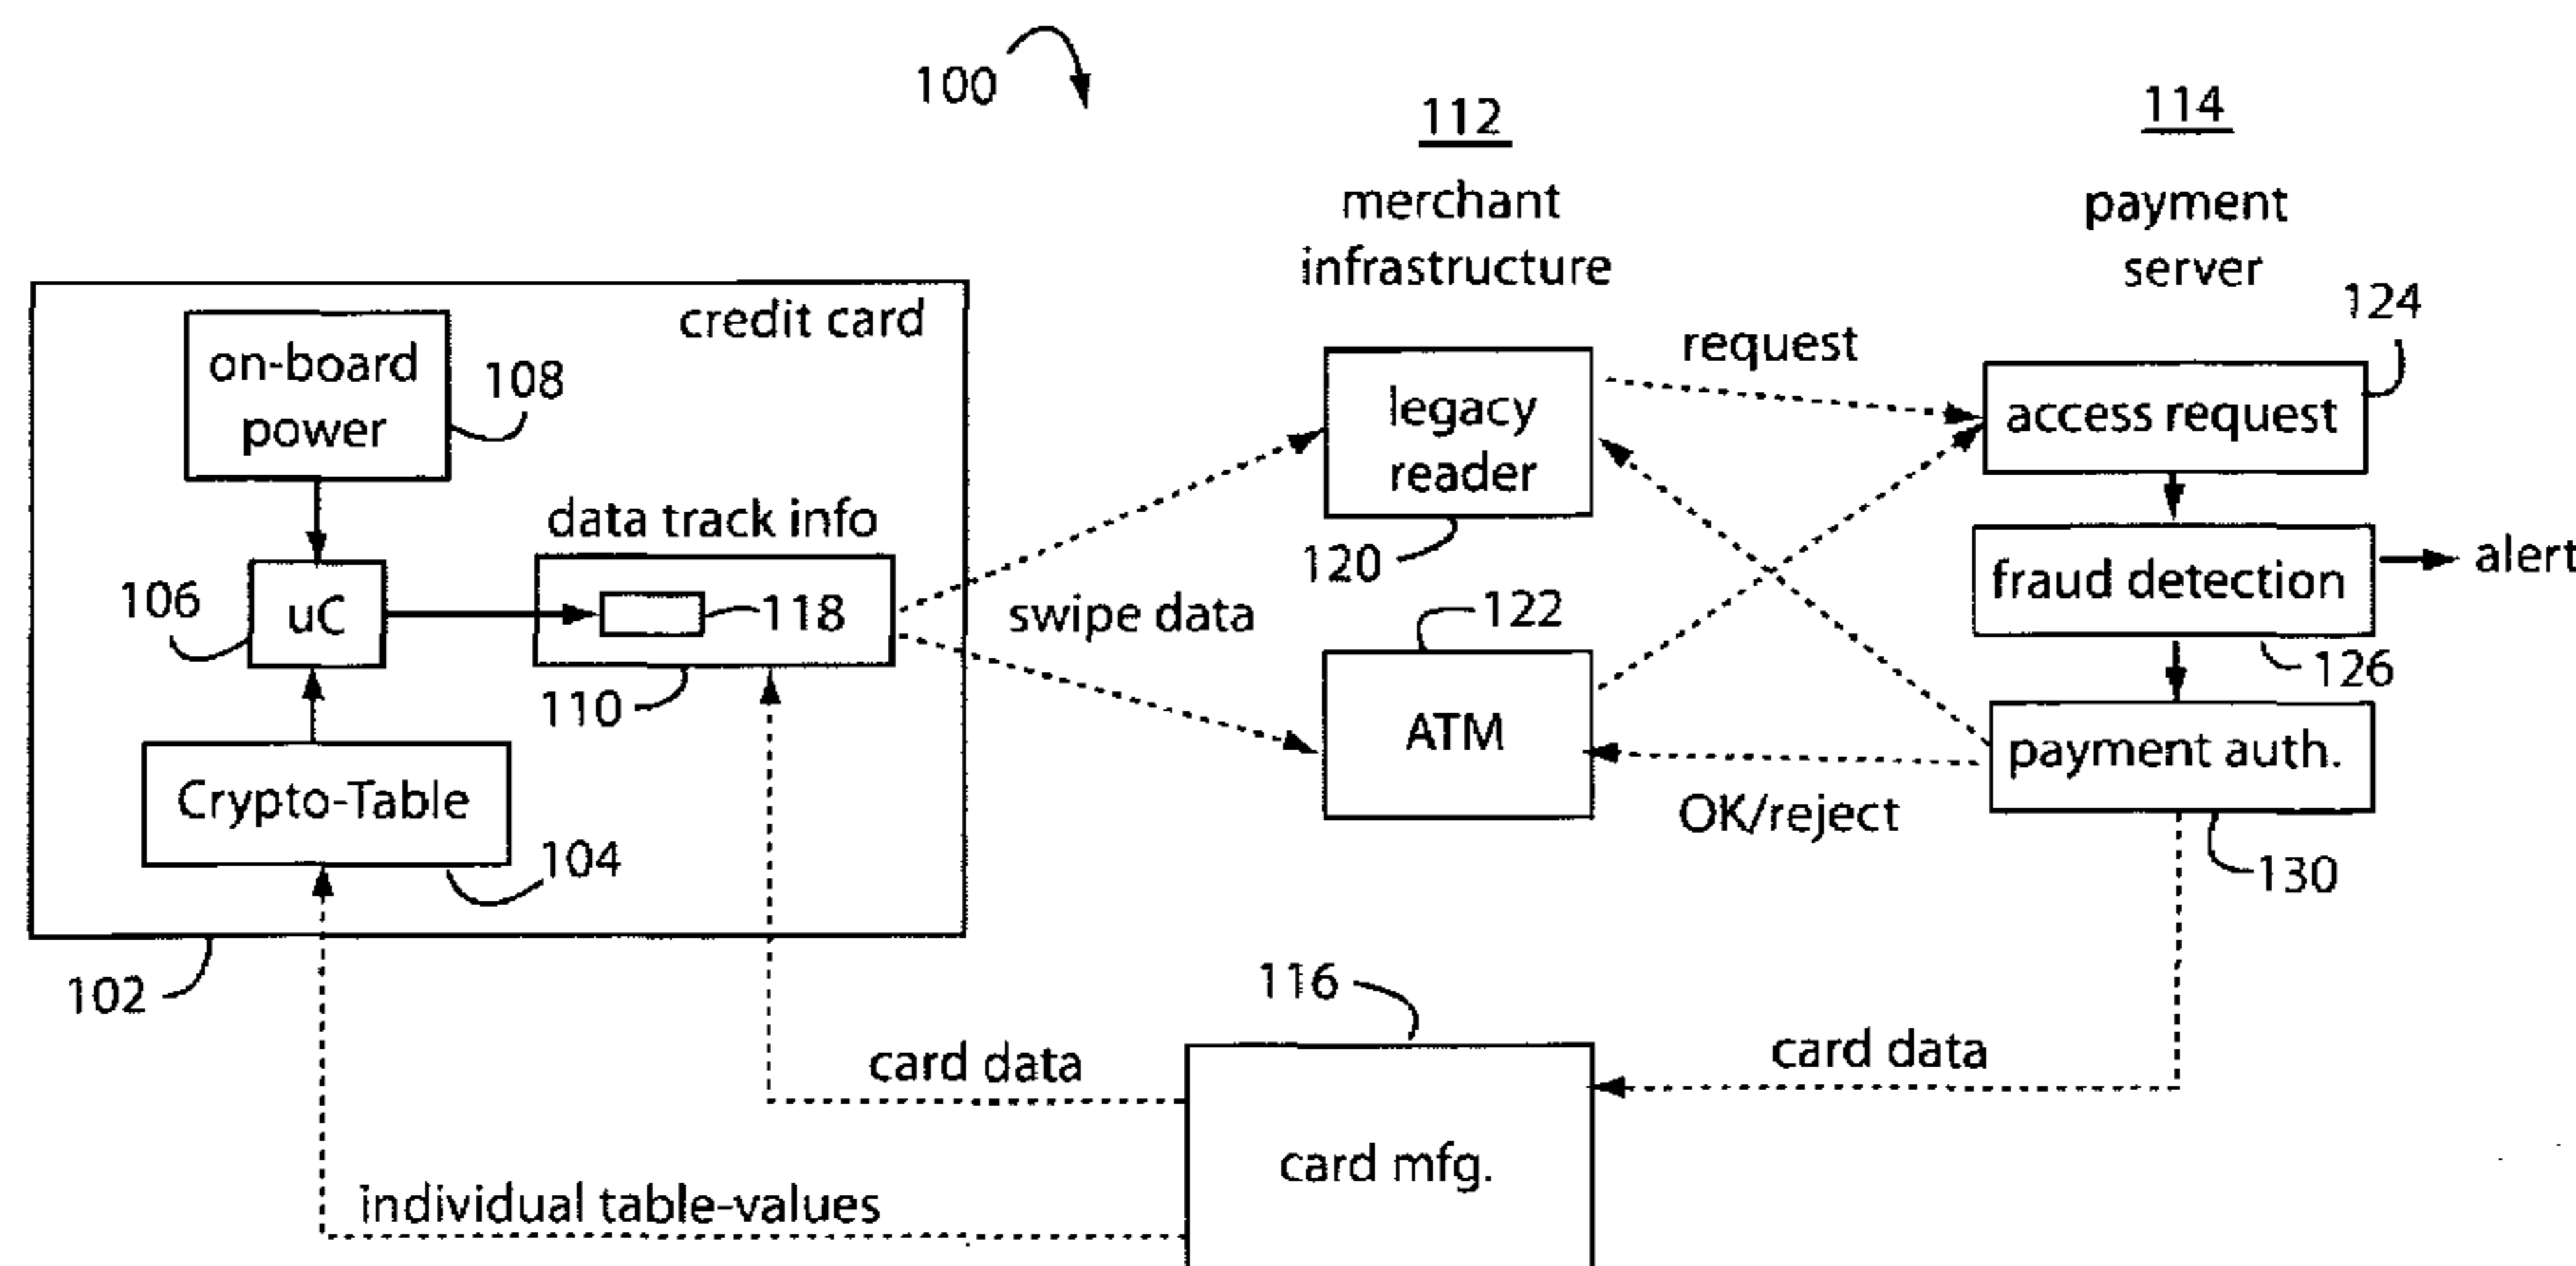 100
112
114
merchant
infrastructure
payment
server
124
credit card
on-board
power
108
data track info
106
uC
118
110
Crypto-Table
104
102
swipe data
legacy
reader
120
122
ATM
request
access request
fraud detection
alert
126
payment auth.
OK/reject
130
116
card data
card data
card mfg.
individual table-values